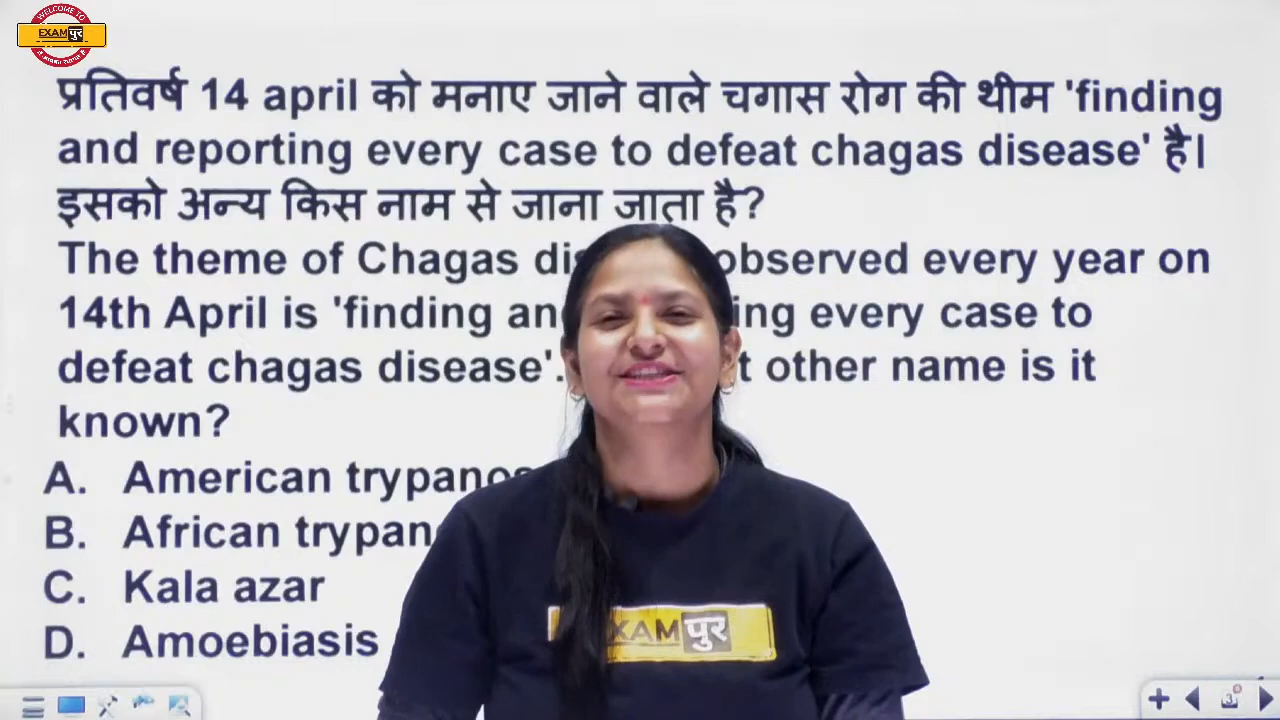 WELCOME TO
EXAMपुर
प्रतिवर्ष 14 april को मनाए जाने वाले चगास रोग की थीम 'finding
and reporting every case to defeat chagas disease' है।
इसको अन्य किस नाम से जाना जाता है?
The theme of Chagas observed every year on
14th April is 'finding every case to
defeat chagas disease'. other name is it
known?
A. American
B. African
C. Kala azar
D. Amoebiasis
EXAMपुर